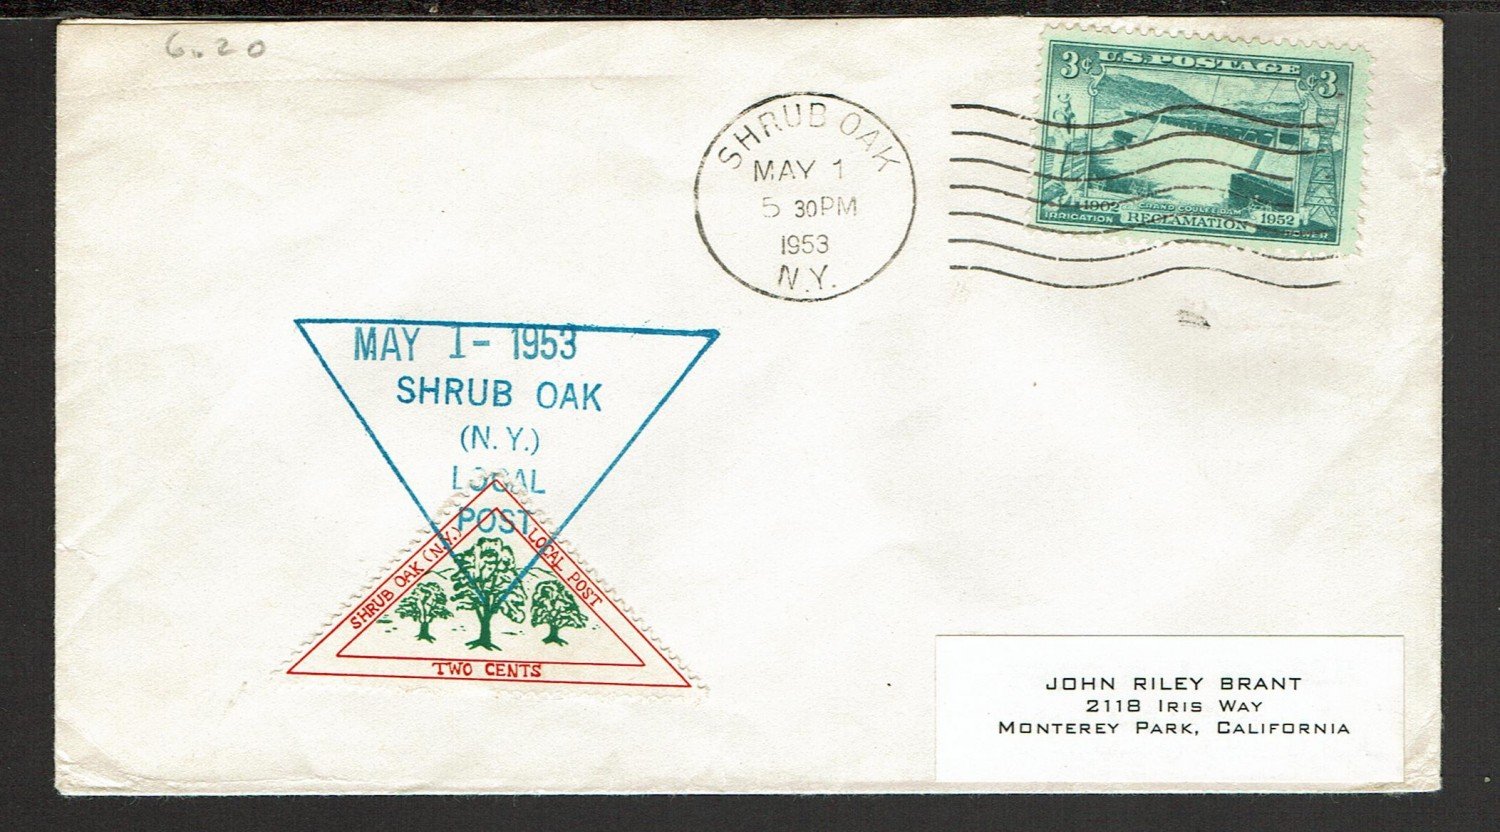 6.20
3¢ U.S. POSTAGE ¢3
1902 GRAND COULEE DAM 1952
IRRIGATION RECLAMATION POWER
SHRUB OAK
MAY 1
5 30PM
1953
N.Y.
MAY 1- 1953
SHRUB OAK
(N.Y.)
LOCAL
POST
SHRUB OAK (N.Y.) LOCAL POST
TWO CENTS
JOHN RILEY BRANT
2118 IRIS WAY
MONTEREY PARK, CALIFORNIA